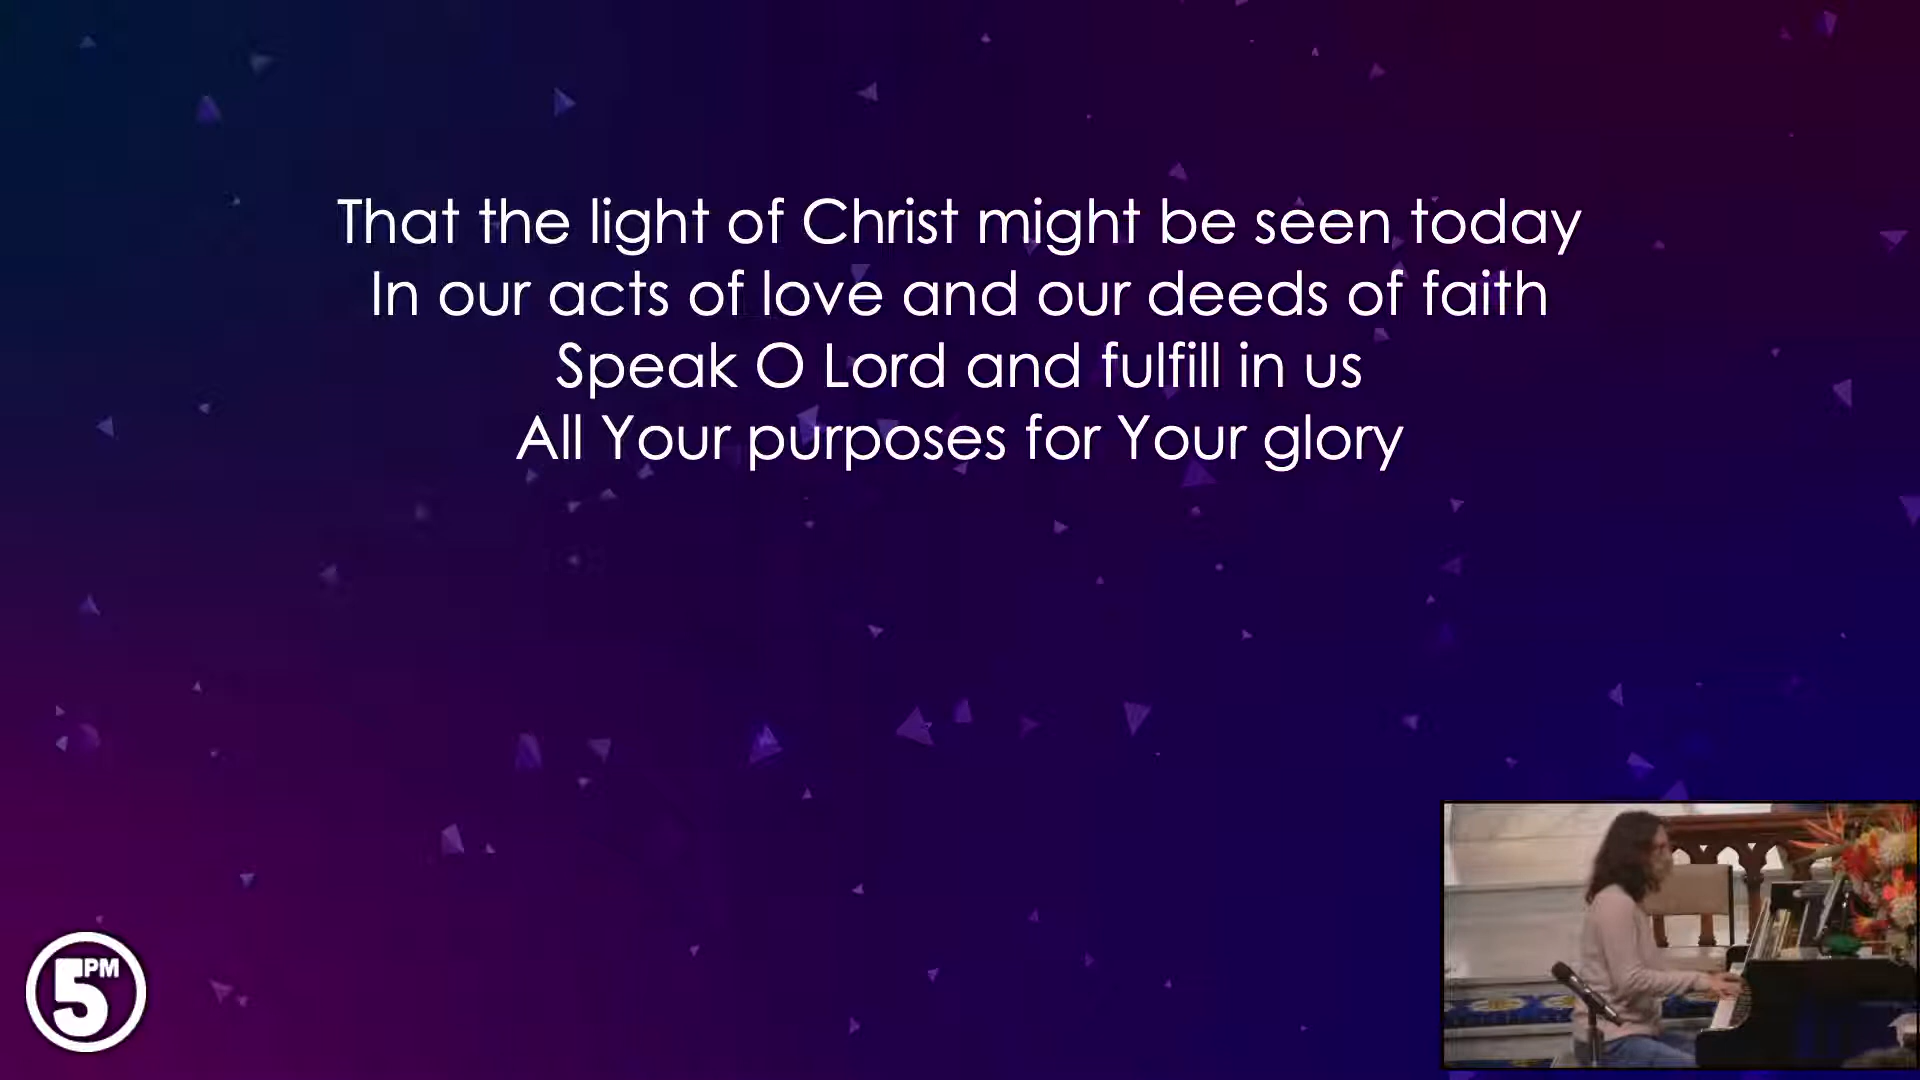 That the light of Christ might be seen today
In our acts of love and our deeds of faith
Speak O Lord and fulfill in us
All Your purposes for Your glory
5PM